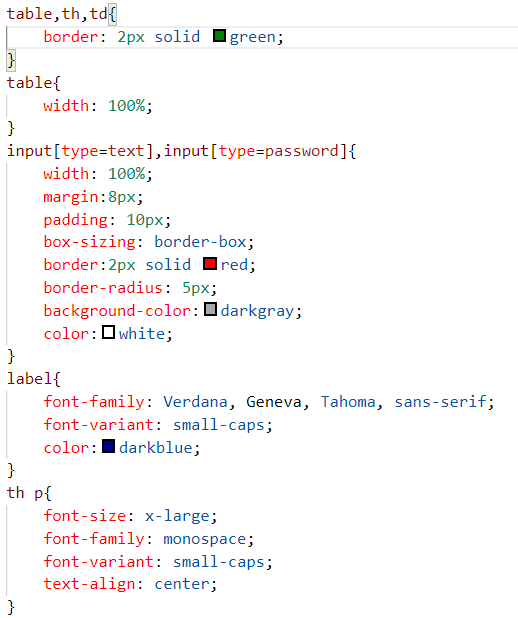 table,th,td{
    border: 2px solid green;
}
table{
    width: 100%;
}
input[type=text],input[type=password]{
    width: 100%;
    margin:8px;
    padding: 10px;
    box-sizing: border-box;
    border:2px solid red;
    border-radius: 5px;
    background-color:darkgray;
    color:white;
}
label{
    font-family: Verdana, Geneva, Tahoma, sans-serif;
    font-variant: small-caps;
    color:darkblue;
}
th p{
    font-size: x-large;
    font-family: monospace;
    font-variant: small-caps;
    text-align: center;
}